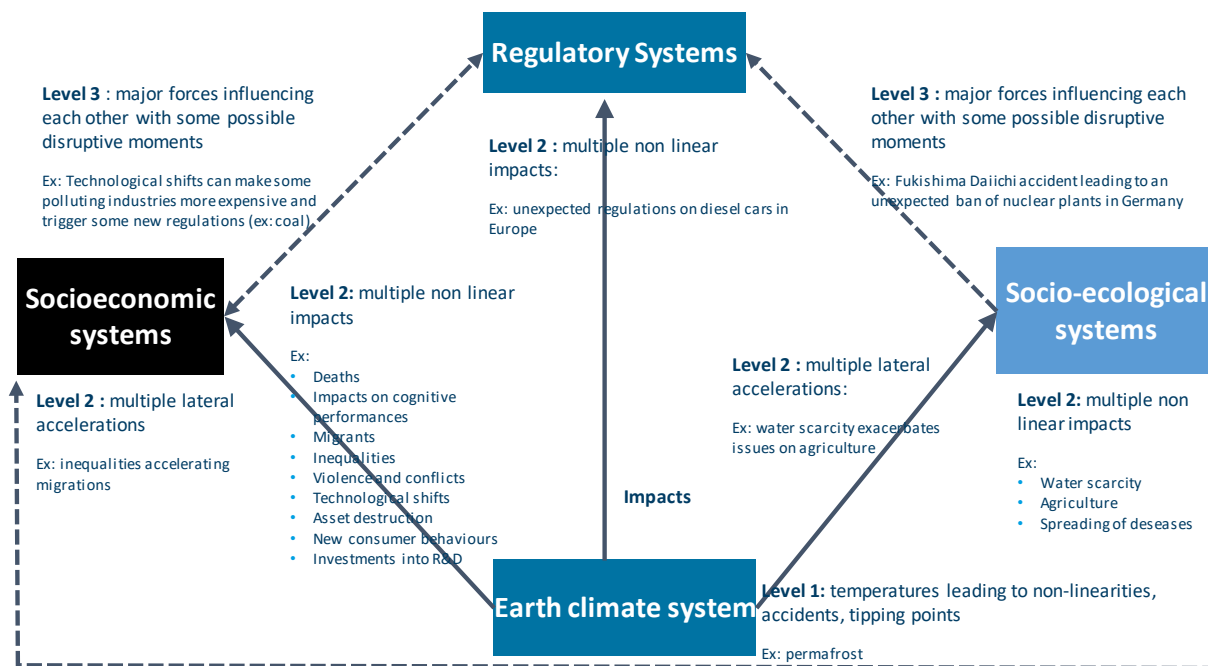 Regulatory Systems
Level 3 : major forces influencing
each other with some possible
disruptive moments
Ex: Technological shifts can make some
polluting industries more expensive and
trigger some new regulations (ex: coal)
Level 2 : multiple non linear
impacts:
Ex: unexpected regulations on diesel cars in
Europe
Level 3 : major forces influencing each
other with some possible disruptive
moments
Ex: Fukishima Daiichi accident leading to an
unexpected ban of nuclear plants in Germany
Socioeconomic
systems
Level 2: multiple non linear
impacts
Ex:
• Deaths
• Impacts on cognitive
performances
• Migrants
• Inequalities
• Violence and conflicts
• Technological shifts
• Asset destruction
• New consumer behaviours
• Investments into R&D
Socio-ecological
systems
Level 2 : multiple lateral
accelerations
Ex: inequalities accelerating
migrations
Level 2 : multiple lateral
accelerations:
Ex: water scarcity exacerbates
issues on agriculture
Level 2: multiple non
linear impacts
Ex:
• Water scarcity
• Agriculture
• Spreading of deseases
Impacts
Earth climate system
Level 1: temperatures leading to non-linearities,
accidents, tipping points
Ex: permafrost